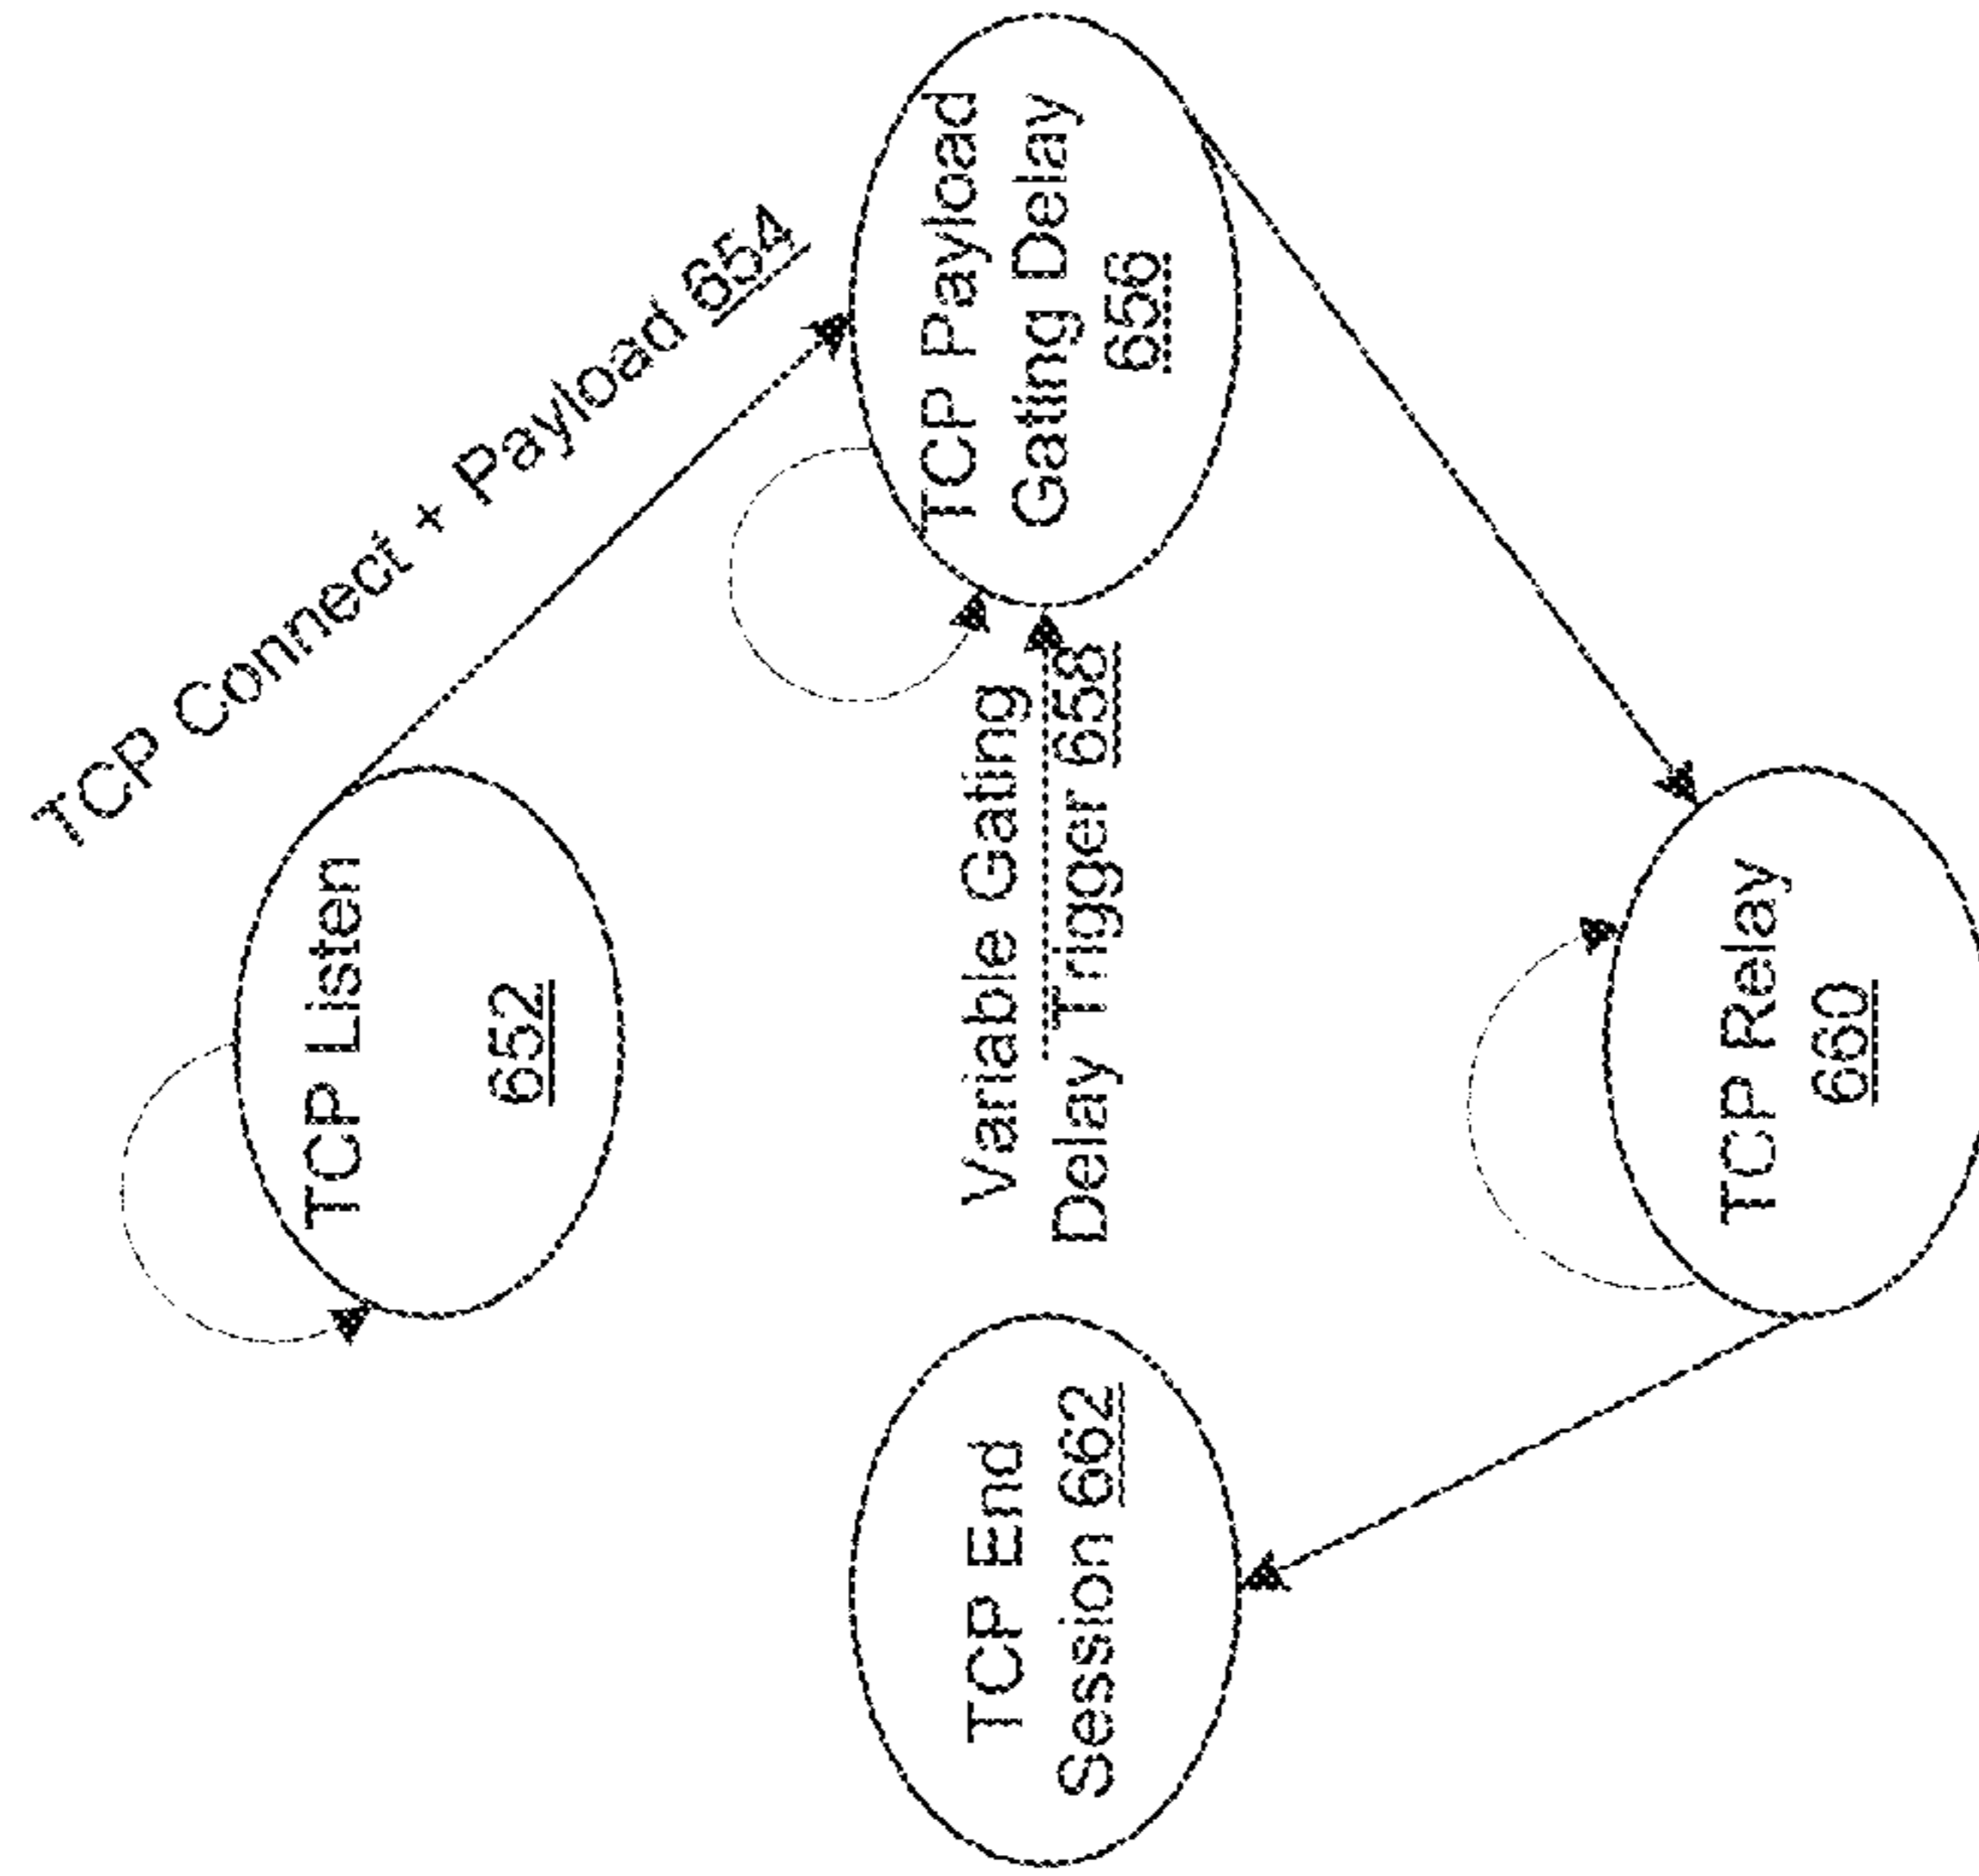 TCP Connect + Payload 654
TCP Listen
652
TCP Payload
Gating Delay
656
Variable Gating
Delay Trigger 658
TCP End
Session 662
TCP Relay
660